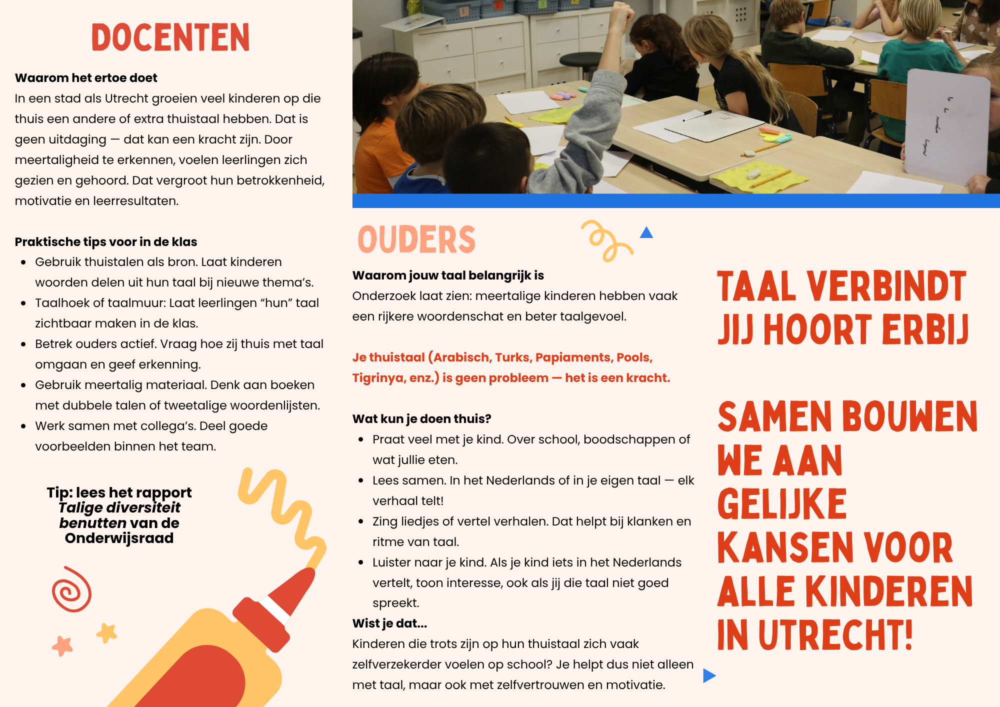 DOCENTEN
Waarom het ertoe doet
In een stad als Utrecht groeien veel kinderen op die
thuis een andere of extra thuistaal hebben. Dat is
geen uitdaging — dat kan een kracht zijn. Door
meertaligheid te erkennen, voelen leerlingen zich
gezien en gehoord. Dat vergroot hun betrokkenheid,
motivatie en leerresultaten.
Praktische tips voor in de klas
• Gebruik thuistalen als bron. Laat kinderen
woorden delen uit hun taal bij nieuwe thema’s.
• Taalhoek of taalmuur: Laat leerlingen “hun” taal
zichtbaar maken in de klas.
• Betrek ouders actief. Vraag hoe zij thuis met taal
omgaan en geef erkenning.
• Gebruik meertalig materiaal. Denk aan boeken
met dubbele talen of tweetalige woordenlijsten.
• Werk samen met collega’s. Deel goede
voorbeelden binnen het team.
Tip: lees het rapport
Talige diversiteit
benutten van de
Onderwijsraad
1
2
3
OUDERS
Waarom jouw taal belangrijk is
Onderzoek laat zien: meertalige kinderen hebben vaak
een rijkere woordenschat en beter taalgevoel.
Je thuistaal (Arabisch, Turks, Papiaments, Pools,
Tigrinya, enz.) is geen probleem — het is een kracht.
Wat kun je doen thuis?
• Praat veel met je kind. Over school, boodschappen of
wat jullie eten.
• Lees samen. In het Nederlands of in je eigen taal — elk
verhaal telt!
• Zing liedjes of vertel verhalen. Dat helpt bij klanken en
ritme van taal.
• Luister naar je kind. Als je kind iets in het Nederlands
vertelt, toon interesse, ook als jij die taal niet goed
spreekt.
Wist je dat...
Kinderen die trots zijn op hun thuistaal zich vaak
zelfverzekerder voelen op school? Je helpt dus niet alleen
met taal, maar ook met zelfvertrouwen en motivatie.
TAAL VERBINDT
JIJ HOORT ERBIJ
SAMEN BOUWEN
WE AAN
GELIJKE
KANSEN VOOR
ALLE KINDEREN
IN UTRECHT!